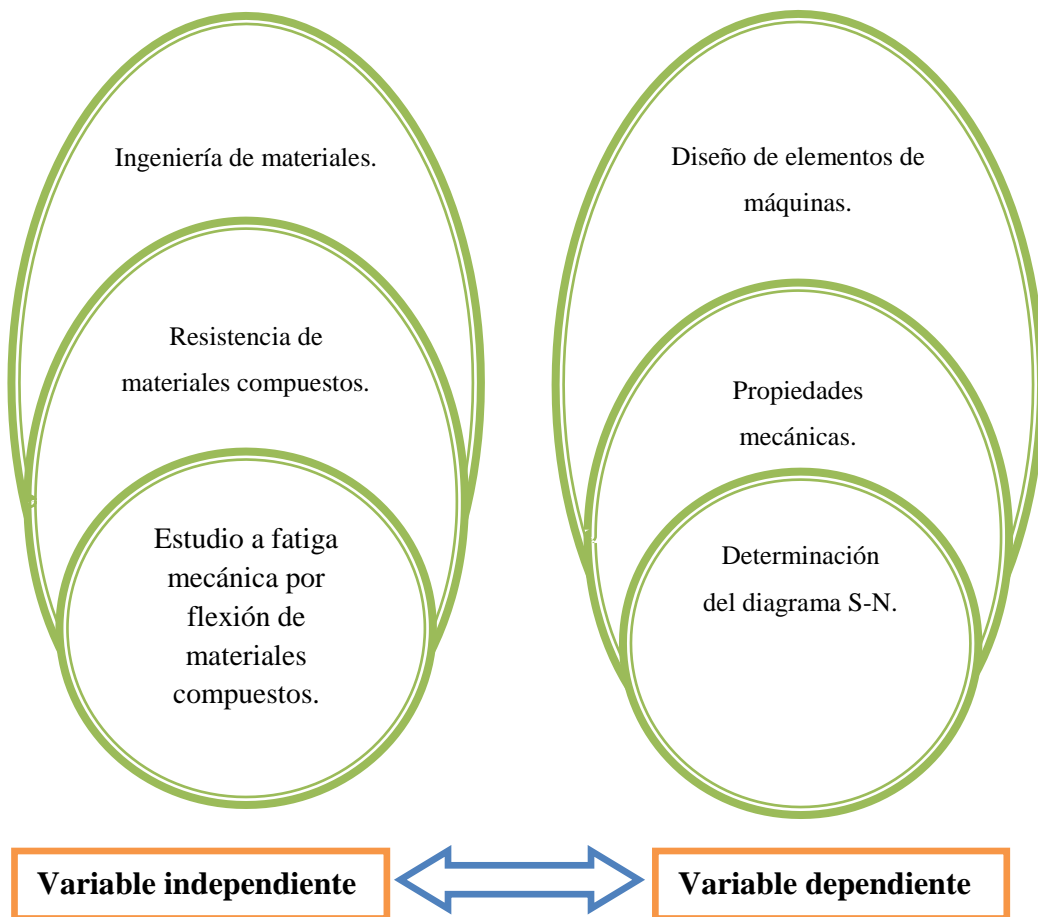 Ingeniería de materiales.
Resistencia de
materiales compuestos.
Estudio a fatiga
mecánica por
flexión de
materiales
compuestos.
Diseño de elementos de
máquinas.
Propiedades
mecánicas.
Determinación
del diagrama S-N.
Variable independiente
Variable dependiente